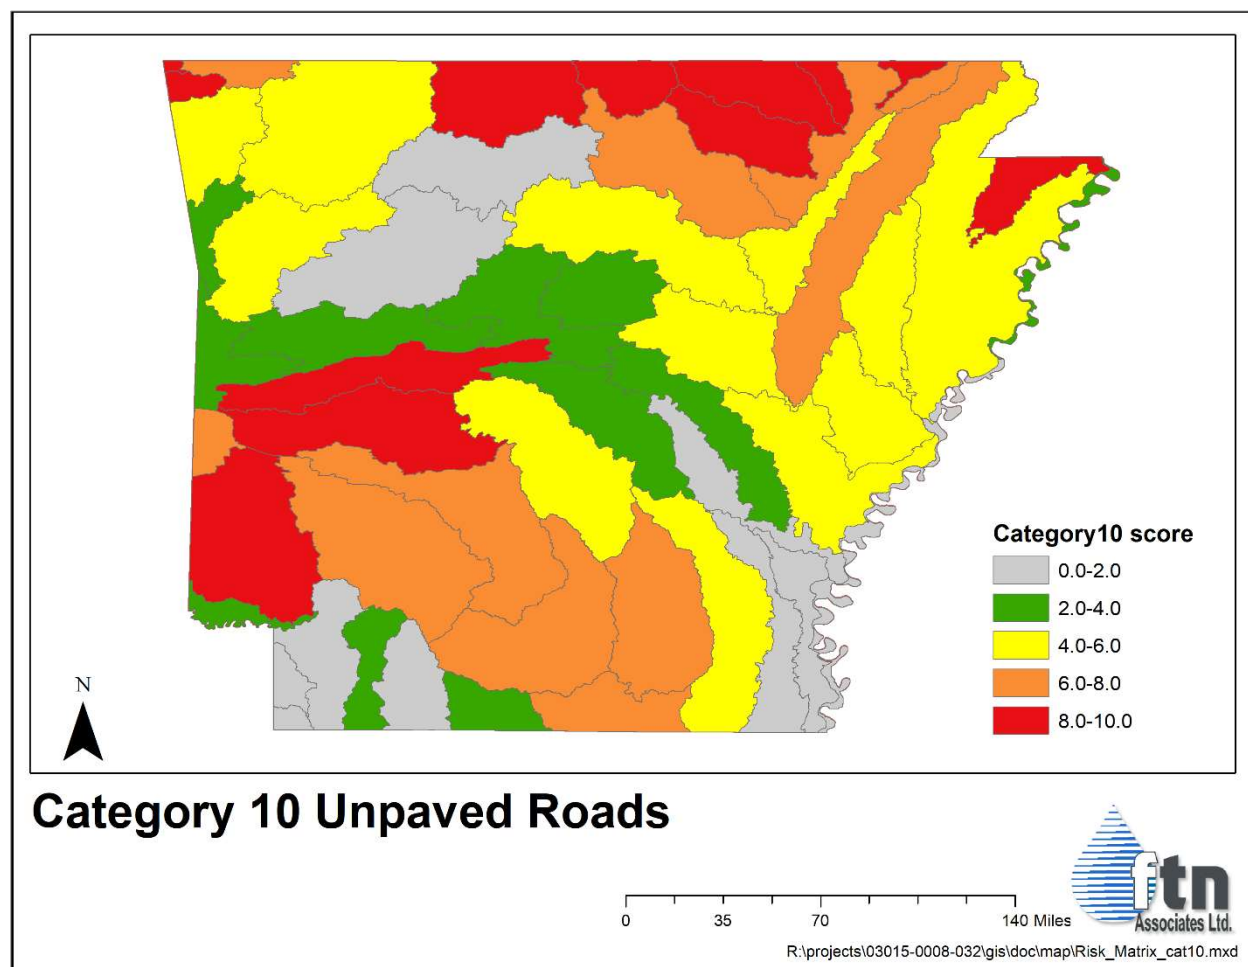 Category10 score
0.0-2.0
2.0-4.0
4.0-6.0
6.0-8.0
8.0-10.0
N
Category 10 Unpaved Roads
0 35 70 140 Miles
ftn
Associates Ltd.
R:\projects\03015-0008-032\gis\doc\map\Risk_Matrix_cat10.mxd